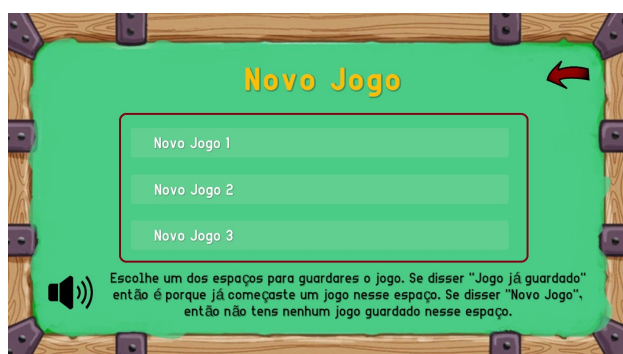 Novo Jogo
Novo Jogo 1
Novo Jogo 2
Novo Jogo 3
Escolhe um dos espaços para guardares o jogo. Se disser "Jogo já guardado"
então é porque já começaste um jogo nesse espaço. Se disser "Novo Jogo",
então não tens nenhum jogo guardado nesse espaço.